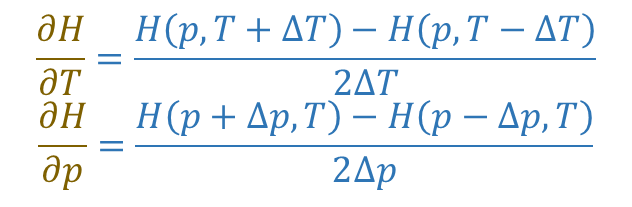 ∂H/∂T = (H(p, T + ΔT) − H(p, T − ΔT))/(2ΔT)
∂H/∂p = (H(p + Δp, T) − H(p − Δp, T))/(2Δp)